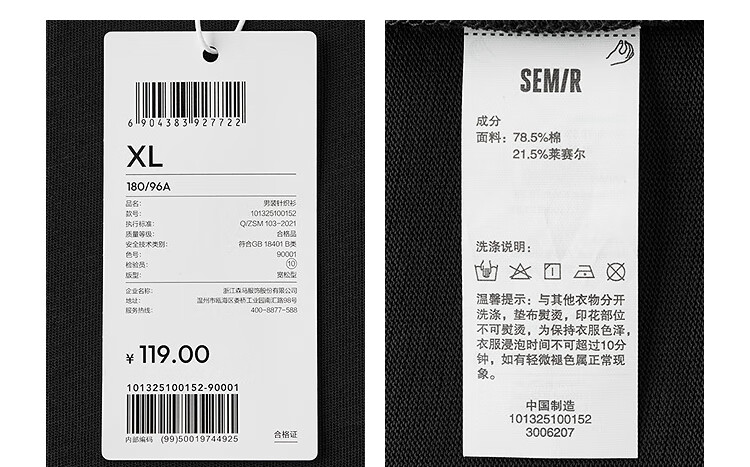 6 904383 927722
XL
180/96A
品名: 男装针织衫
款号: 101325100152
执行标准: Q/ZSM 103-2021
质量等级: 合格品
安全技术类别: 符合GB 18401 B类
色号: 90001
检验员: 10
版型: 宽松型
企业名称: 浙江森马服饰股份有限公司
地址: 温州市瓯海区娄桥工业园南汇路98号
服务热线: 400-8877-588
¥ 119.00
101325100152-90001
内部编码 (99)50019744925
合格证
SEM/R
成分
面料: 78.5%棉
21.5%莱赛尔
洗涤说明:
温馨提示: 与其他衣物分开
洗涤, 垫布熨烫, 印花部位
不可熨烫, 为保持衣服色泽,
衣服浸泡时间不可超过10分
钟, 如有轻微褪色属正常现
象。
中国制造
101325100152
3006207